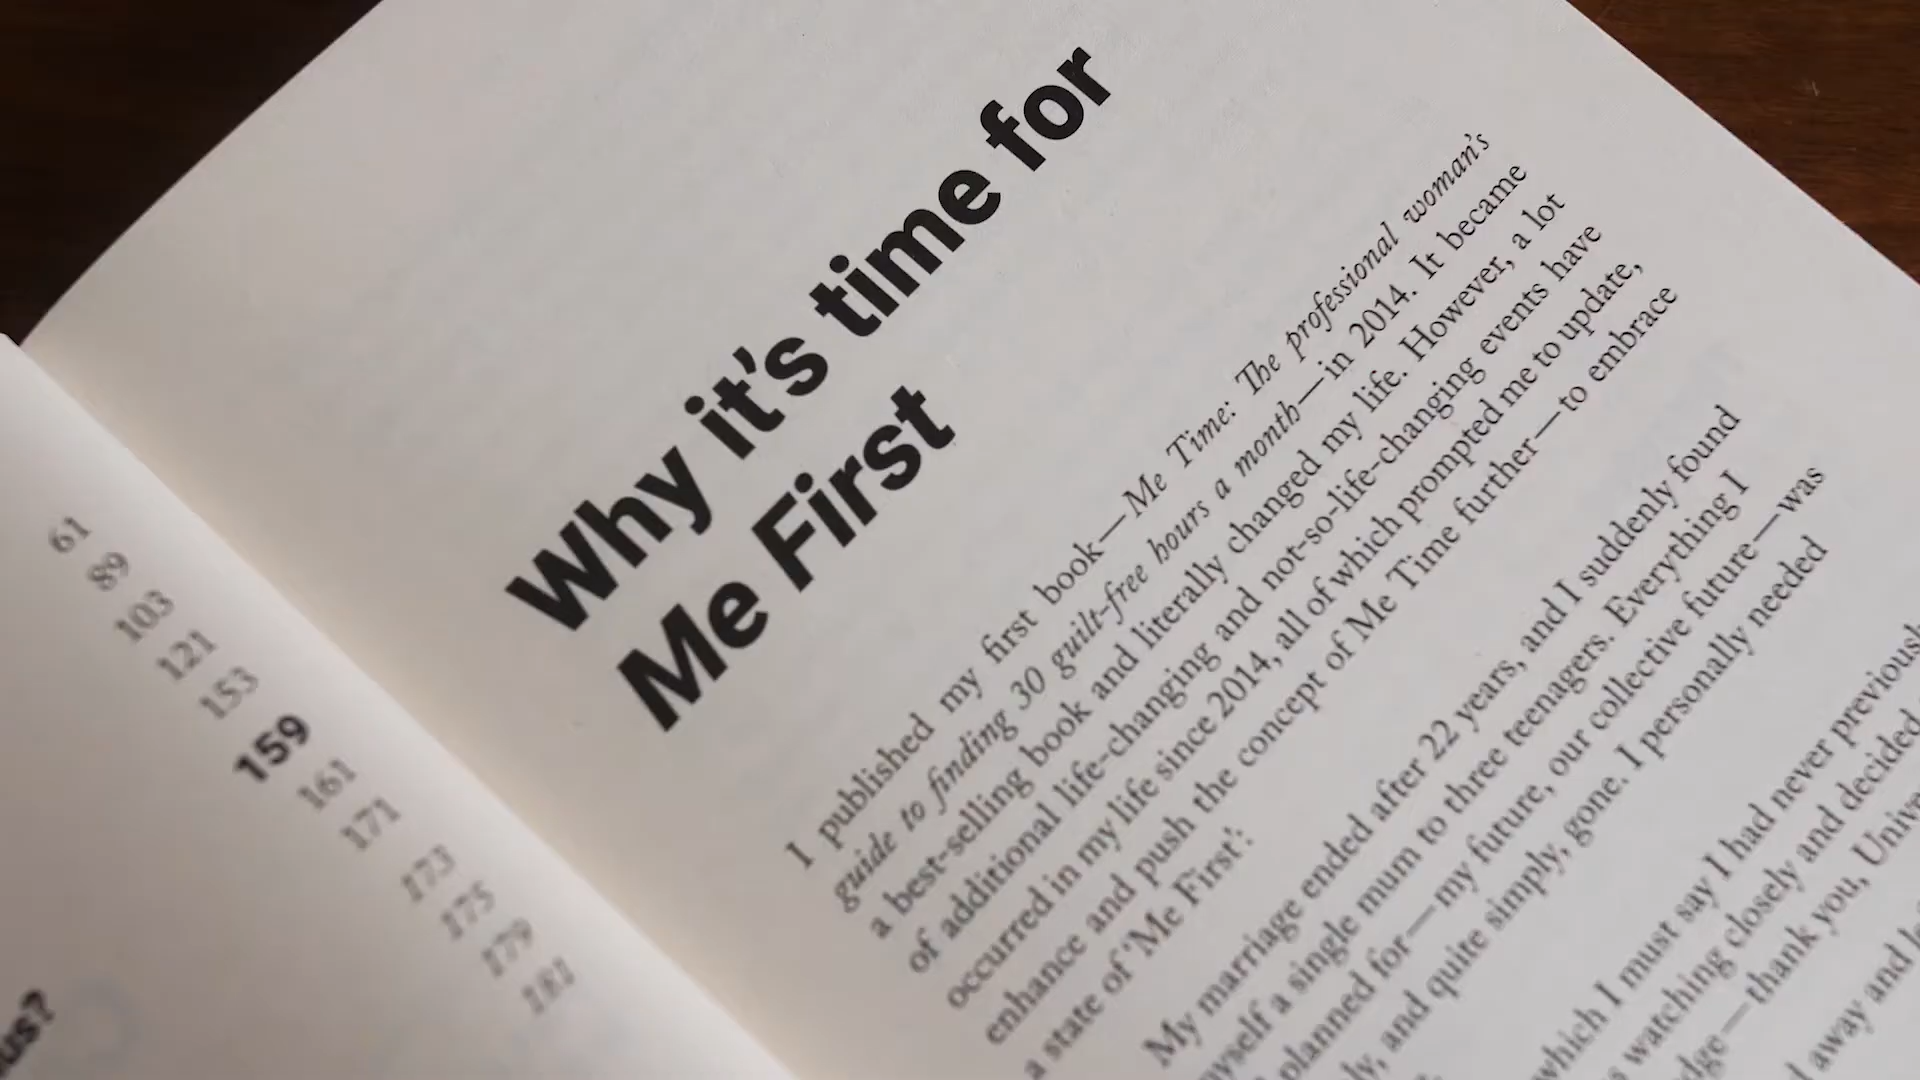 61
89
103
121
153
159
161
171
173
175
179
181
Why it's time for
Me First
I published my first book—Me Time: The professional woman's
guide to finding 30 guilt-free hours a month—in 2014. It became
a best-selling book and literally changed my life. However, a lot
of additional life-changing and not-so-life-changing events have
occurred in my life since 2014, all of which prompted me to update,
enhance and push the concept of Me Time further—to embrace
a state of 'Me First':
My marriage ended after 22 years, and I suddenly found
myself a single mum to three teenagers. Everything I
planned for—my future, our collective future—was
and quite simply, gone. I personally needed
which I must say I had never previously
watching closely and decided
thank you,
away and